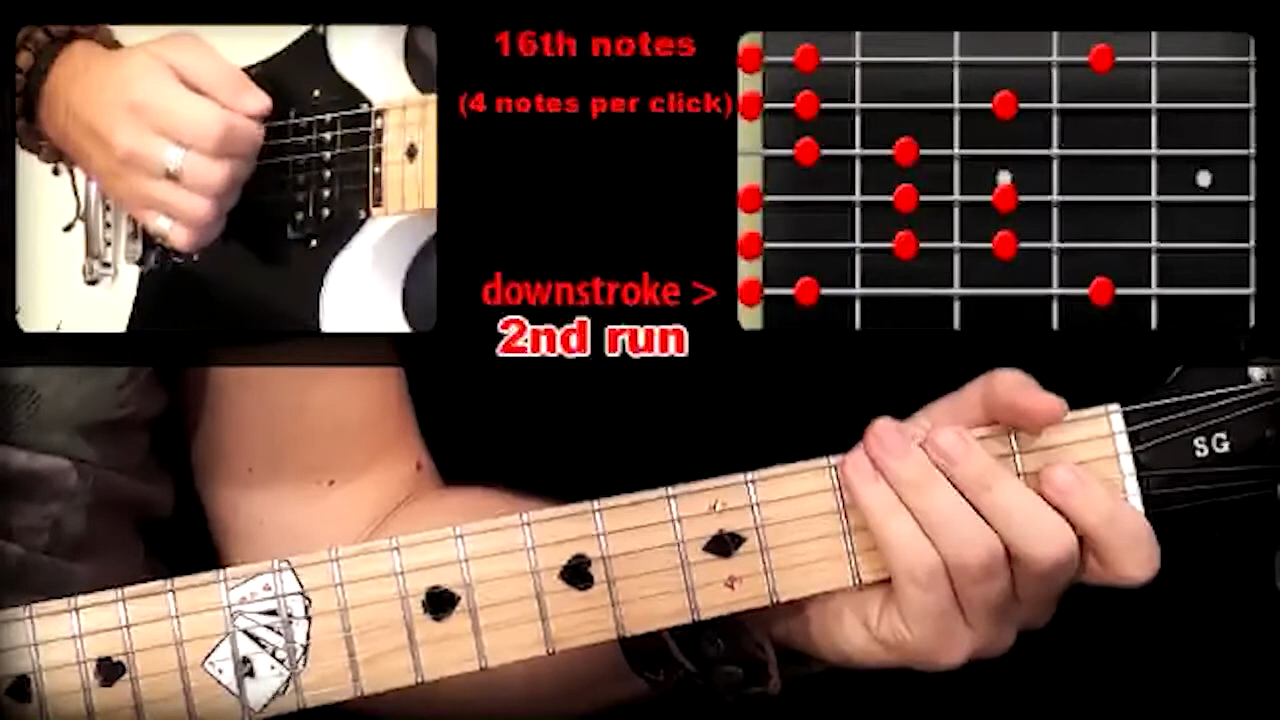 16th notes
(4 notes per click)
downstroke >
2nd run
SG